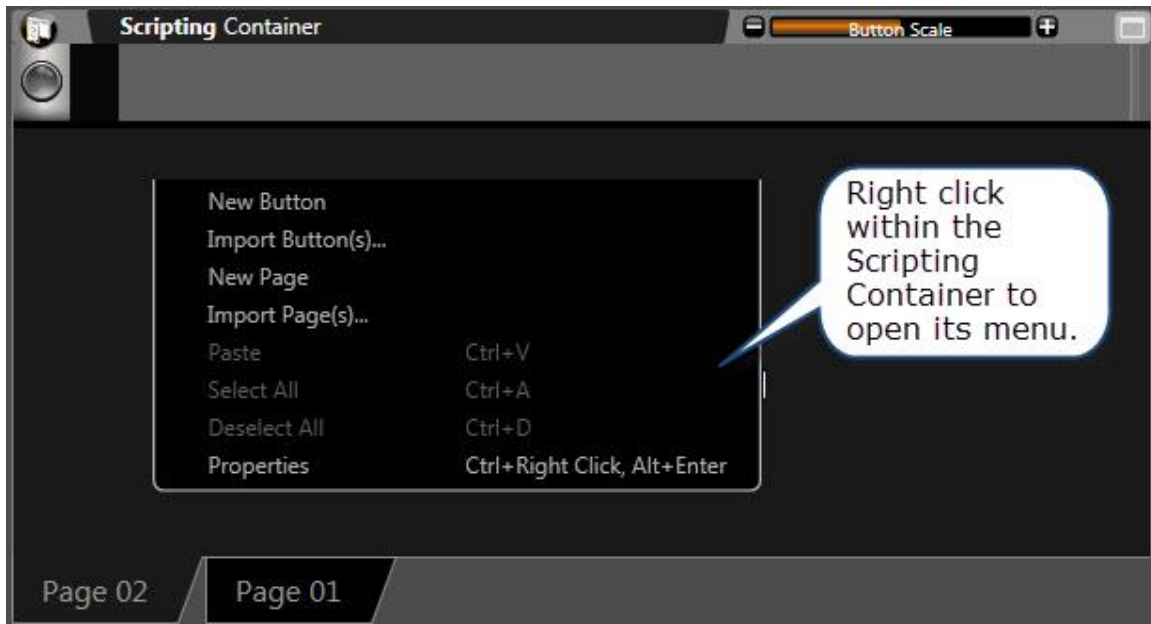 Scripting Container
Button Scale
New Button
Import Button(s)...
New Page
Import Page(s)...
Paste Ctrl+V
Select All Ctrl+A
Deselect All Ctrl+D
Properties Ctrl+Right Click, Alt+Enter
Right click
within the
Scripting
Container to
open its menu.
Page 02
Page 01